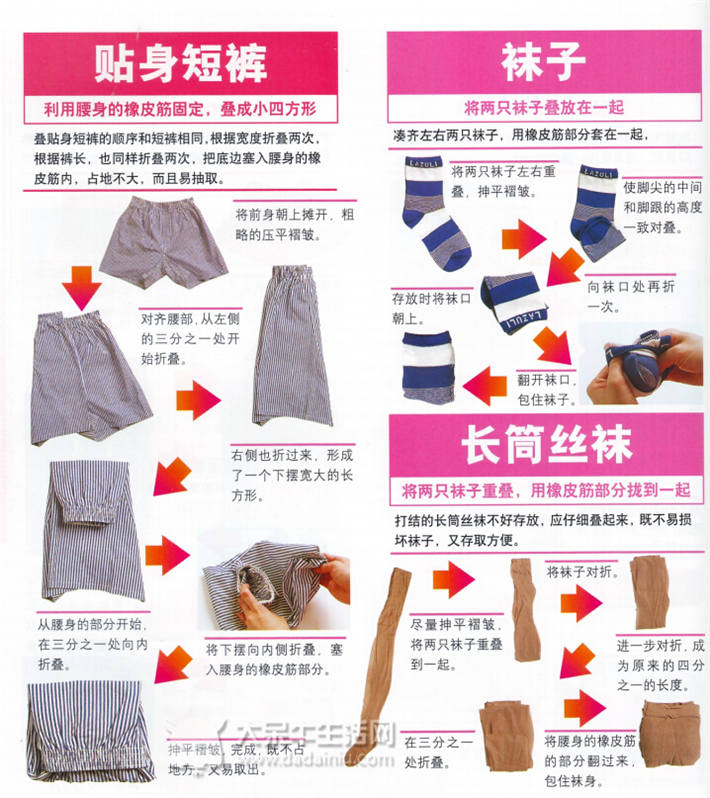 贴身短裤
利用腰身的橡皮筋固定，叠成小四方形
叠贴身短裤的顺序和短裤相同，根据宽度折叠两次，
根据裤长，也同样折叠两次，把底边塞入腰身的橡
皮筋内，占地不大，而且易抽取。
将前身朝上摊开，粗
略的压平褶皱。
对齐腰部，从左侧
的三分之一处开
始折叠。
右侧也折过来，形成
了一个下摆宽大的长
方形。
从腰身的部分开始，
在三分之一处向内
折叠。
将下摆向内侧折叠，塞
入腰身的橡皮筋部分。
抻平褶皱，完成，既不占
地方，又易取出。
袜子
将两只袜子叠放在一起
凑齐左右两只袜子，用橡皮筋部分套在一起，
将两只袜子左右重
叠，抻平褶皱。
LAZULI
LAZULI
使脚尖的中间
和脚跟的高度
一致对叠。
向袜口处再折
一次。
LAZULI
翻开袜口，
包住袜子。
存放时将袜口
朝上。
长筒丝袜
将两只袜子重叠，用橡皮筋部分拢到一起
打结的长筒丝袜不好存放，应仔细叠起来，既不易损
坏袜子，又存取方便。
尽量抻平褶皱，
将两只袜子重叠
到一起。
将袜子对折。
进一步对折，成
为原来的四分
之一的长度。
在三分之一
处折叠。
将腰身的橡皮筋
的部分翻过来，
包住袜身。
大呆牛生活网
www.dadainiu.com